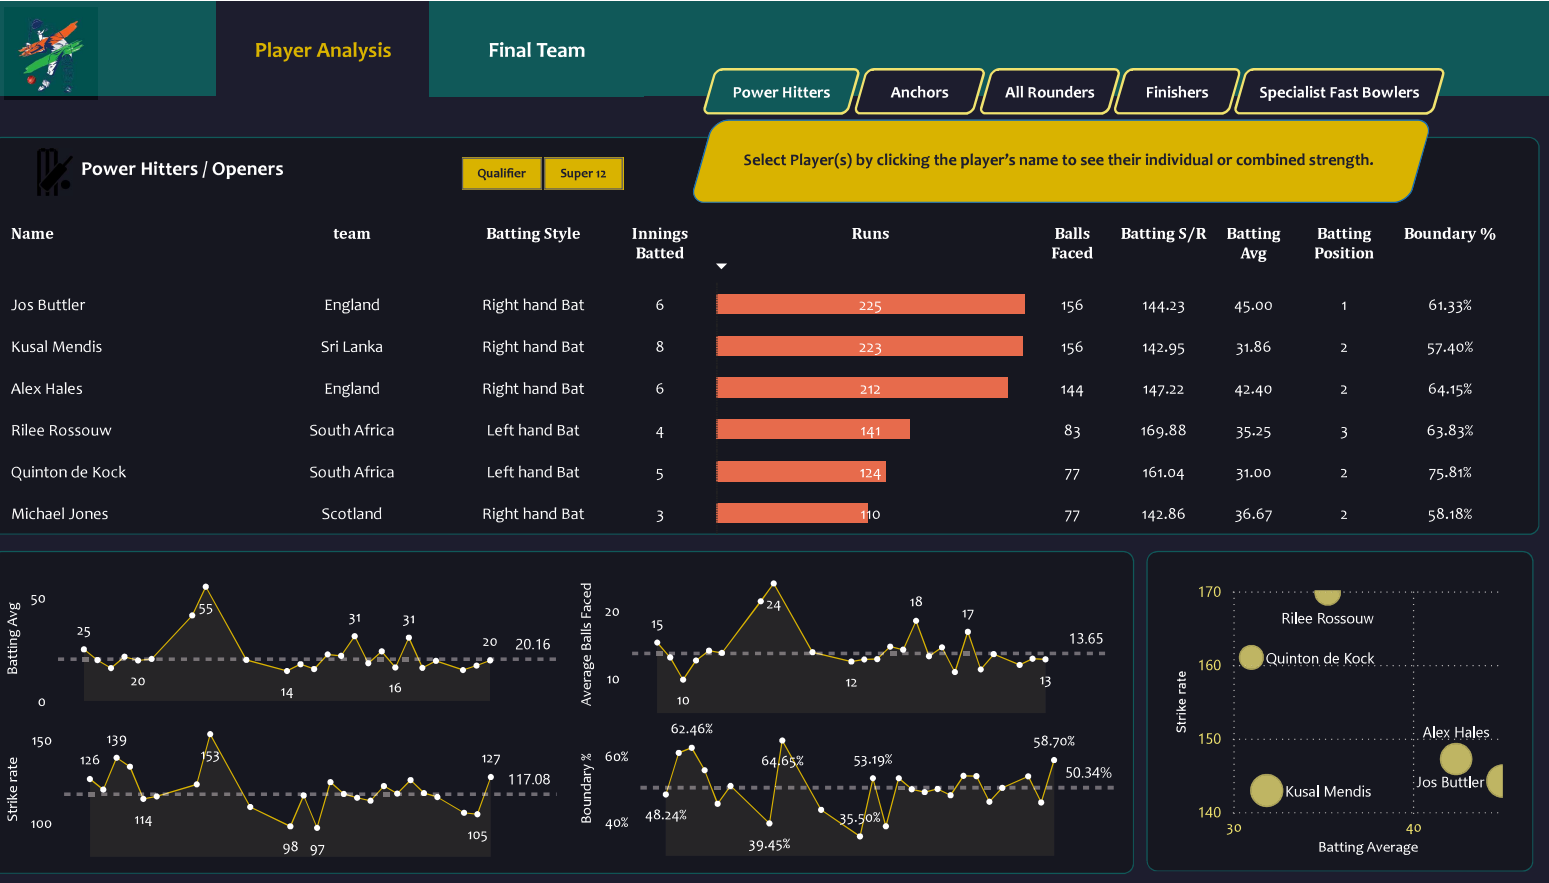 Player Analysis
Final Team
Power Hitters
Anchors
All Rounders
Finishers
Specialist Fast Bowlers
Select Player(s) by clicking the player's name to see their individual or combined strength.
Power Hitters / Openers
Qualifier
Super 12
Name team Batting Style Innings Batted Runs Balls Faced Batting S/R Batting Avg Batting Position Boundary %
Jos Buttler England Right hand Bat 6 225 156 144.23 45.00 1 61.33%
Kusal Mendis Sri Lanka Right hand Bat 8 223 156 142.95 31.86 2 57.40%
Alex Hales England Right hand Bat 6 212 144 147.22 42.40 2 64.15%
Rilee Rossouw South Africa Left hand Bat 4 141 83 169.88 35.25 3 63.83%
Quinton de Kock South Africa Left hand Bat 5 124 77 161.04 31.00 2 75.81%
Michael Jones Scotland Right hand Bat 3 110 77 142.86 36.67 2 58.18%
Batting Avg
50
0
25
20
55
14
31
16
31
20
20.16
Average Balls Faced
20
10
15
10
24
12
18
17
13
13.65
Strike rate
150
100
126
139
114
153
98
97
105
127
117.08
Boundary %
60%
40%
48.24%
62.46%
39.45%
64.65%
35.50%
53.19%
58.70%
50.34%
Strike rate
170
160
150
140
Rilee Rossouw
Quinton de Kock
Alex Hales
Jos Buttler
Kusal Mendis
30
40
Batting Average